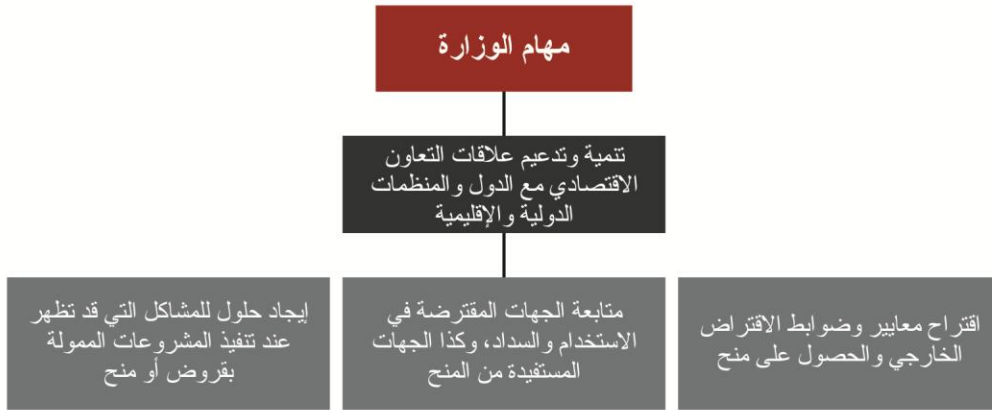 مهام الوزارة
تنمية وتدعيم علاقات التعاون
الاقتصادي مع الدول والمنظمات
الدولية والإقليمية
اقتراح معايير وضوابط الاقتراض
الخارجي والحصول على منح
متابعة الجهات المقترضة في
الاستخدام والسداد، وكذا الجهات
المستفيدة من المنح
إيجاد حلول للمشاكل التي قد تظهر
عند تنفيذ المشروعات الممولة
بقروض أو منح